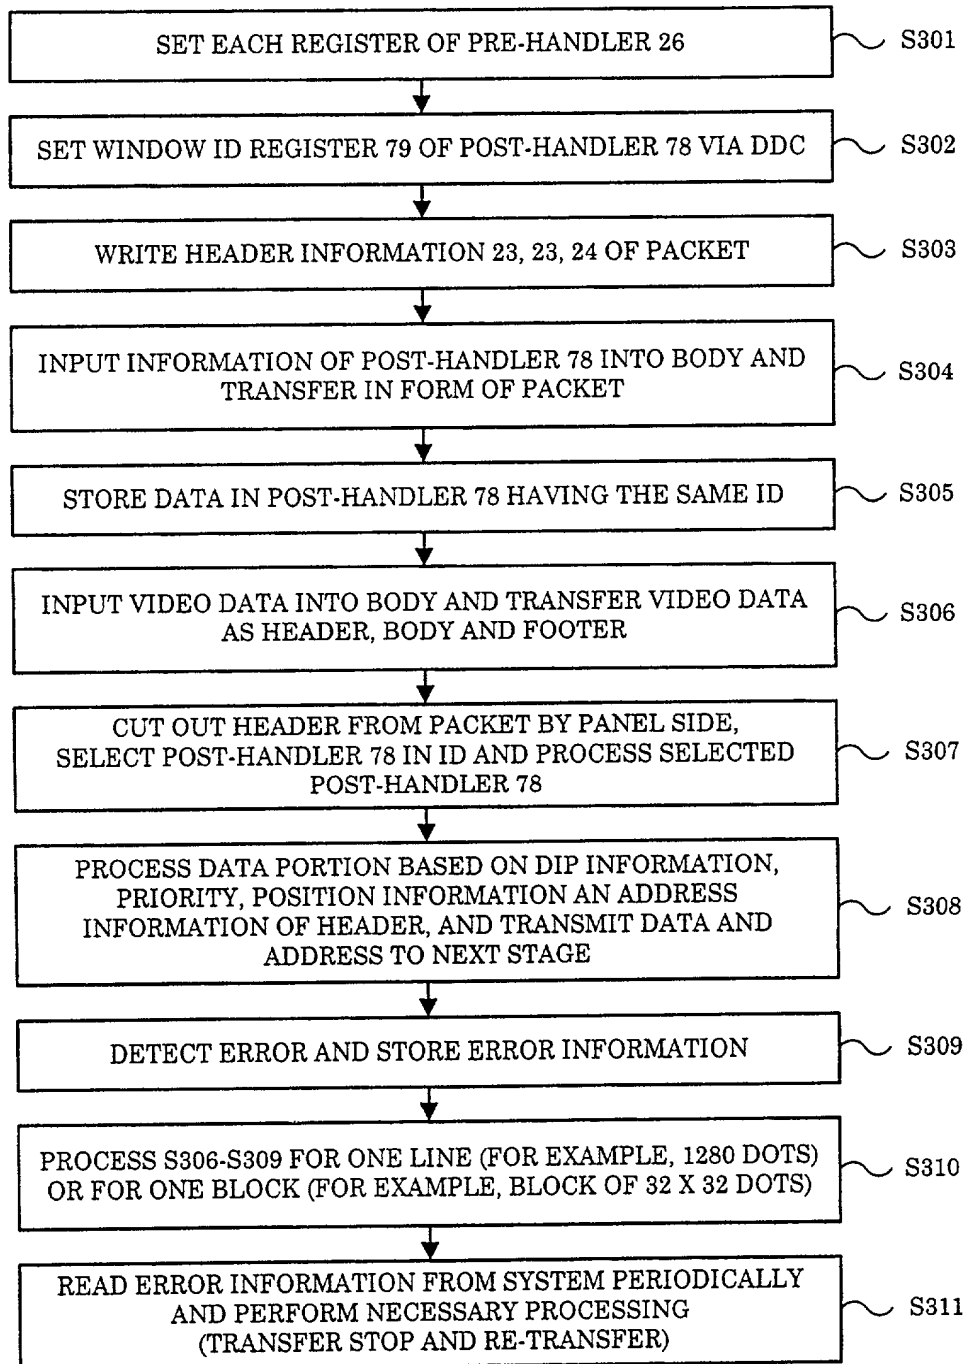 SET EACH REGISTER OF PRE-HANDLER 26
S301
SET WINDOW ID REGISTER 79 OF POST-HANDLER 78 VIA DDC
S302
WRITE HEADER INFORMATION 23, 23, 24 OF PACKET
S303
INPUT INFORMATION OF POST-HANDLER 78 INTO BODY AND
TRANSFER IN FORM OF PACKET
S304
STORE DATA IN POST-HANDLER 78 HAVING THE SAME ID
S305
INPUT VIDEO DATA INTO BODY AND TRANSFER VIDEO DATA
AS HEADER, BODY AND FOOTER
S306
CUT OUT HEADER FROM PACKET BY PANEL SIDE,
SELECT POST-HANDLER 78 IN ID AND PROCESS SELECTED
POST-HANDLER 78
S307
PROCESS DATA PORTION BASED ON DIP INFORMATION,
PRIORITY, POSITION INFORMATION AN ADDRESS
INFORMATION OF HEADER, AND TRANSMIT DATA AND
ADDRESS TO NEXT STAGE
S308
DETECT ERROR AND STORE ERROR INFORMATION
S309
PROCESS S306-S309 FOR ONE LINE (FOR EXAMPLE, 1280 DOTS)
OR FOR ONE BLOCK (FOR EXAMPLE, BLOCK OF 32 X 32 DOTS)
S310
READ ERROR INFORMATION FROM SYSTEM PERIODICALLY
AND PERFORM NECESSARY PROCESSING
(TRANSFER STOP AND RE-TRANSFER)
S311